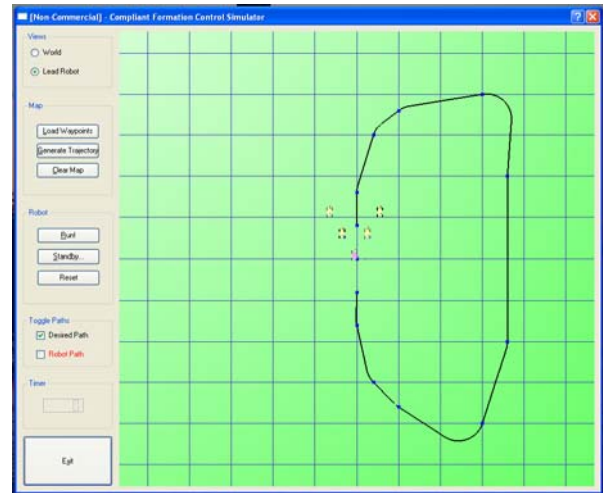 [Non-Commercial] - Compliant Formation Control Simulator
Views
World
Lead Robot
Map
Load Waypoints
Generate Trajectory
Clear Map
Robot
Run!
Standby...
Reset
Toggle Paths
Desired Path
Robot Path
Timer
Exit